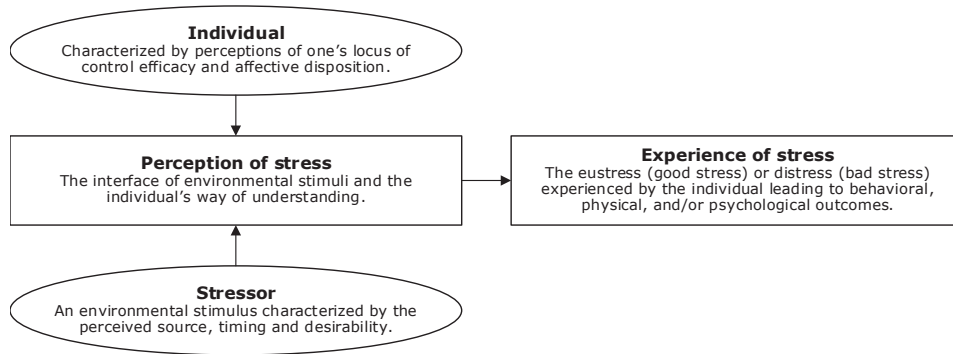 Individual
Characterized by perceptions of one’s locus of
control efficacy and affective disposition.
Perception of stress
The interface of environmental stimuli and the
individual’s way of understanding.
Experience of stress
The eustress (good stress) or distress (bad stress)
experienced by the individual leading to behavioral,
physical, and/or psychological outcomes.
Stressor
An environmental stimulus characterized by the
perceived source, timing and desirability.